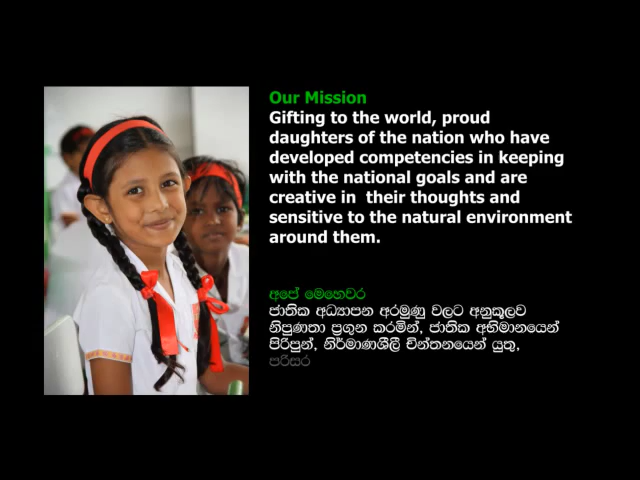 Our Mission
Gifting to the world, proud
daughters of the nation who have
developed competencies in keeping
with the national goals and are
creative in their thoughts and
sensitive to the natural environment
around them.
අපේ මෙහෙවර
ජාතික අධ්‍යාපන අරමුණු වලට අනුකූලව
නිපුණතා ප්‍රගුන කරමින්, ජාතික අභිමානයෙන්
පිරිපුන්, නිර්මාණශීලී චින්තනයෙන් යුතු,
පරිසර